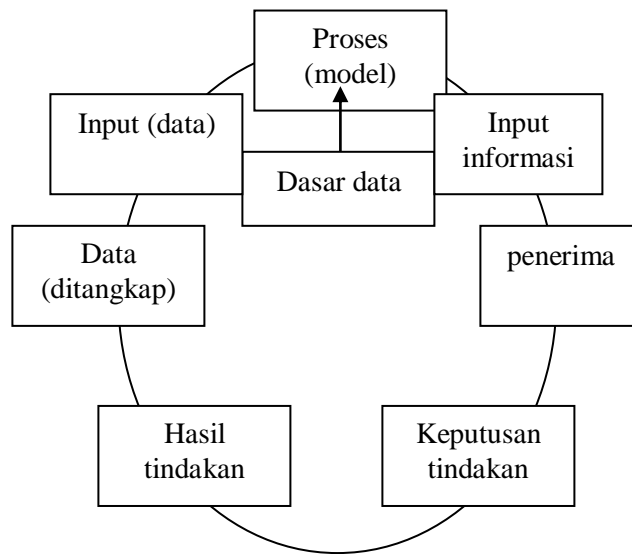 Proses
(model)
Input (data)
Input
informasi
Dasar data
Data
(ditangkap)
penerima
Hasil
tindakan
Keputusan
tindakan